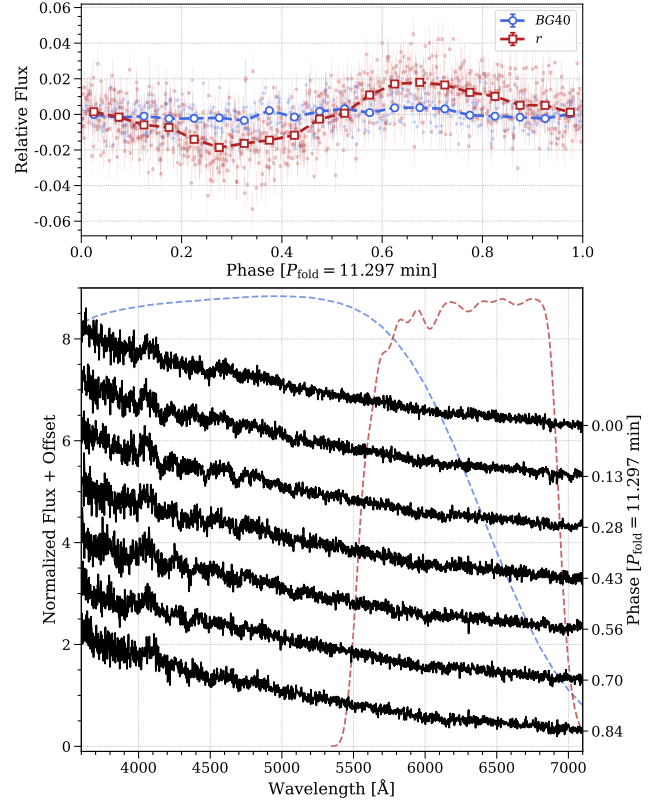 0.06
0.04
0.02
0.00
-0.02
-0.04
-0.06
Relative Flux
BG40
r
0.0 0.2 0.4 0.6 0.8 1.0
Phase [P_fold = 11.297 min]
8
6
4
2
0
Normalized Flux + Offset
0.00
0.13
0.28
0.43
0.56
0.70
0.84
Phase [P_fold = 11.297 min]
4000 4500 5000 5500 6000 6500 7000
Wavelength [Å]